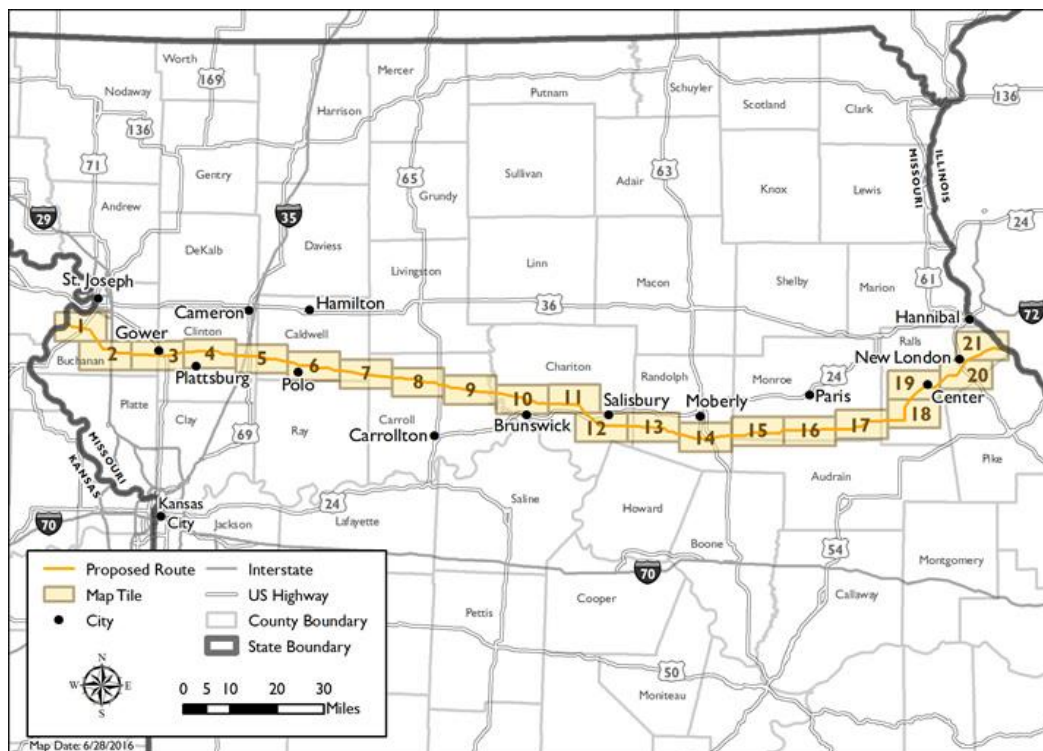 Worth
Mercer
169
Putnam
Schuyler
Nodaway
Harrison
Scotland
Clark
136
136
71
Gentry
65
63
Sullivan
Adair
Knox
Lewis
MISSOURI
ILLINOIS
Andrew
Grundy
29
35
24
DeKalb
Daviess
Livingston
Linn
Macon
Shelby
Marion
61
St. Joseph
Cameron
Hamilton
36
Hannibal
72
1
Gower
Clinton
Caldwell
Ralls
21
Buchanan
2
3
4
5
6
7
8
9
10
11
Chariton
Randolph
Monroe
24
New London
20
Plattsburg
Polo
Paris
19
Center
Platte
Clay
Carroll
Brunswick
Salisbury
Moberly
18
12
13
14
15
16
17
Ray
Carrollton
69
MISSOURI
KANSAS
Audrain
Pike
Kansas
City
24
Saline
Howard
70
Jackson
Lafayette
Boone
54
Montgomery
70
Cooper
Callaway
Pettis
50
Moniteau
Proposed Route
Map Tile
City
Interstate
US Highway
County Boundary
State Boundary
N
W E
S
0 5 10 20 30
Miles
Map Date: 6/28/2016